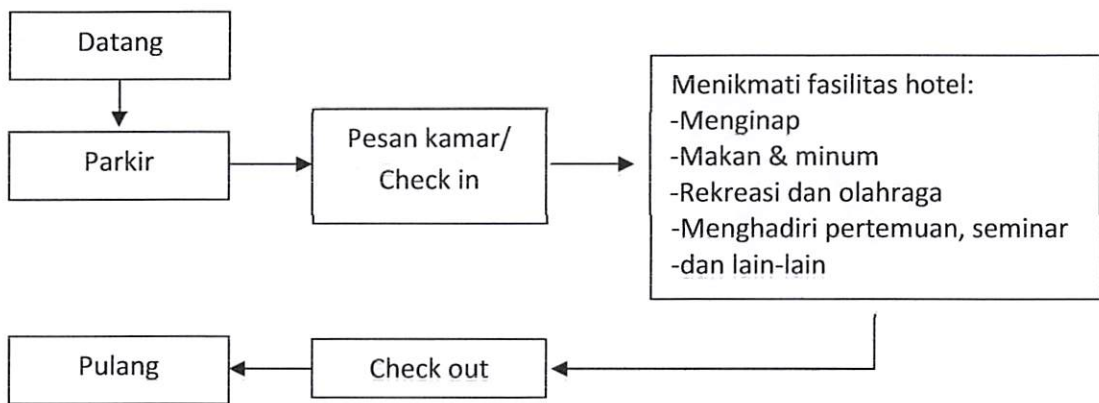 Datang
Parkir
Pesan kamar/
Check in
Menikmati fasilitas hotel:
-Menginap
-Makan & minum
-Rekreasi dan olahraga
-Menghadiri pertemuan, seminar
-dan lain-lain
Check out
Pulang